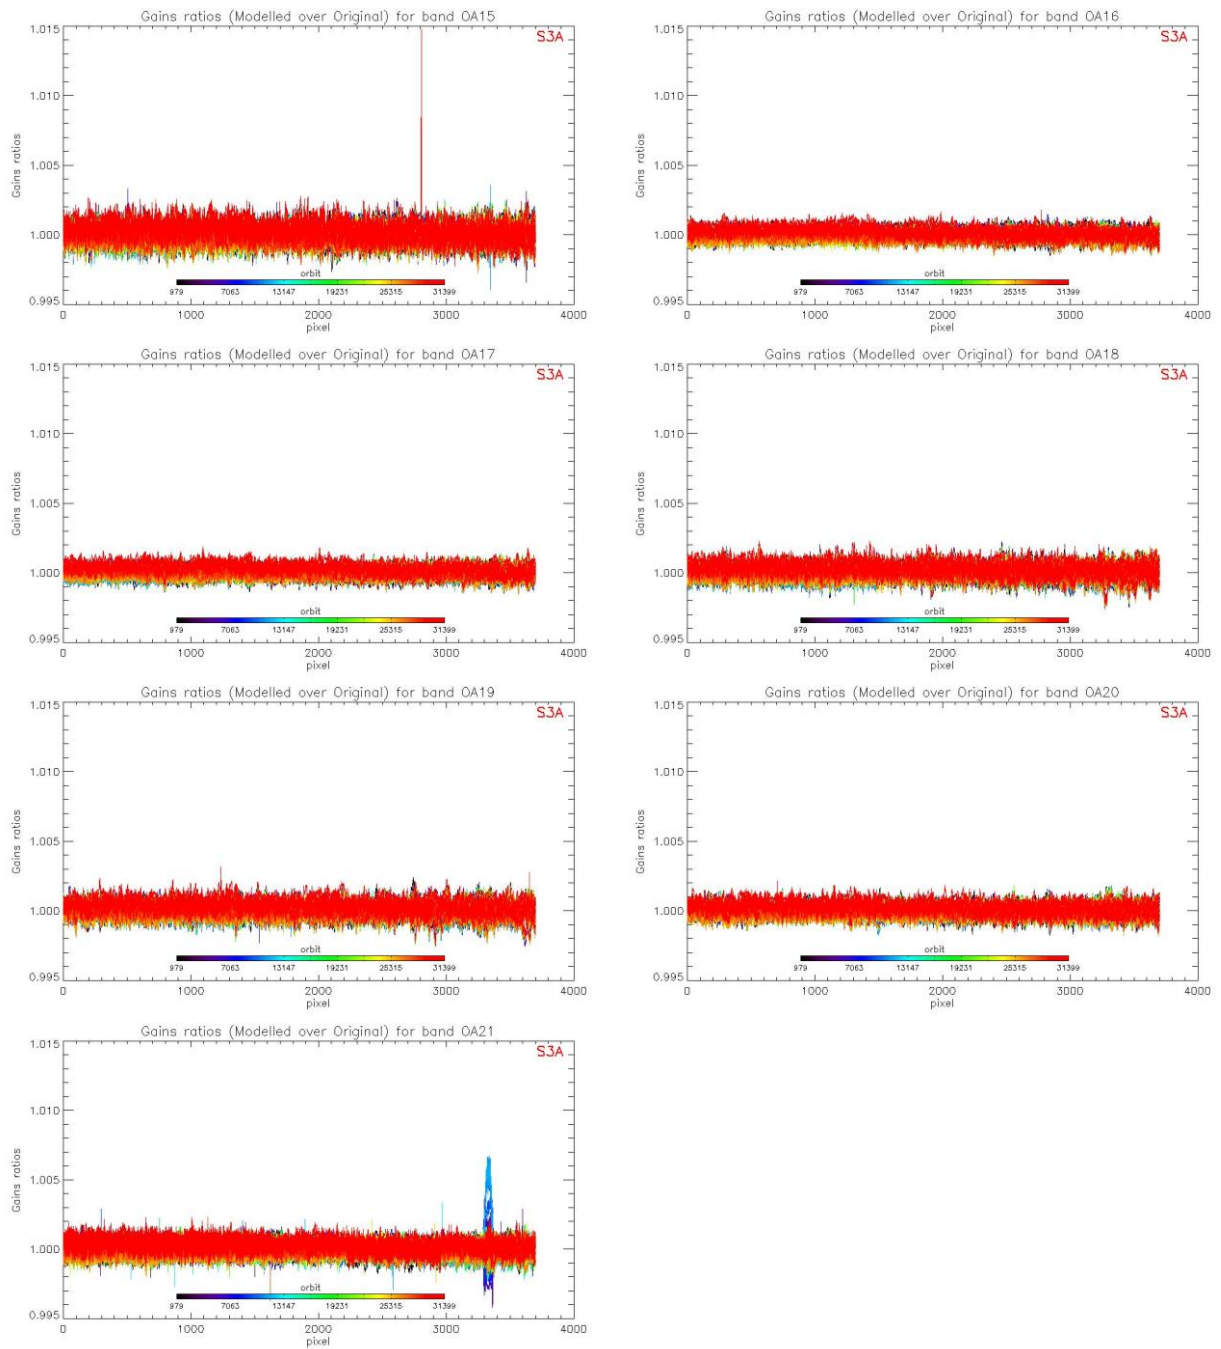 Gains ratios (Modelled over Original) for band OA15
S3A
1.015
1.010
1.005
1.000
0.995
Gains ratios
orbit
979 7063 13147 19231 25315 31399
0 1000 2000 3000 4000
pixel
Gains ratios (Modelled over Original) for band OA16
S3A
1.015
1.010
1.005
1.000
0.995
Gains ratios
orbit
979 7063 13147 19231 25315 31399
0 1000 2000 3000 4000
pixel
Gains ratios (Modelled over Original) for band OA17
S3A
1.015
1.010
1.005
1.000
0.995
Gains ratios
orbit
979 7063 13147 19231 25315 31399
0 1000 2000 3000 4000
pixel
Gains ratios (Modelled over Original) for band OA18
S3A
1.015
1.010
1.005
1.000
0.995
Gains ratios
orbit
979 7063 13147 19231 25315 31399
0 1000 2000 3000 4000
pixel
Gains ratios (Modelled over Original) for band OA19
S3A
1.015
1.010
1.005
1.000
0.995
Gains ratios
orbit
979 7063 13147 19231 25315 31399
0 1000 2000 3000 4000
pixel
Gains ratios (Modelled over Original) for band OA20
S3A
1.015
1.010
1.005
1.000
0.995
Gains ratios
orbit
979 7063 13147 19231 25315 31399
0 1000 2000 3000 4000
pixel
Gains ratios (Modelled over Original) for band OA21
S3A
1.015
1.010
1.005
1.000
0.995
Gains ratios
orbit
979 7063 13147 19231 25315 31399
0 1000 2000 3000 4000
pixel